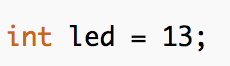 int led = 13;